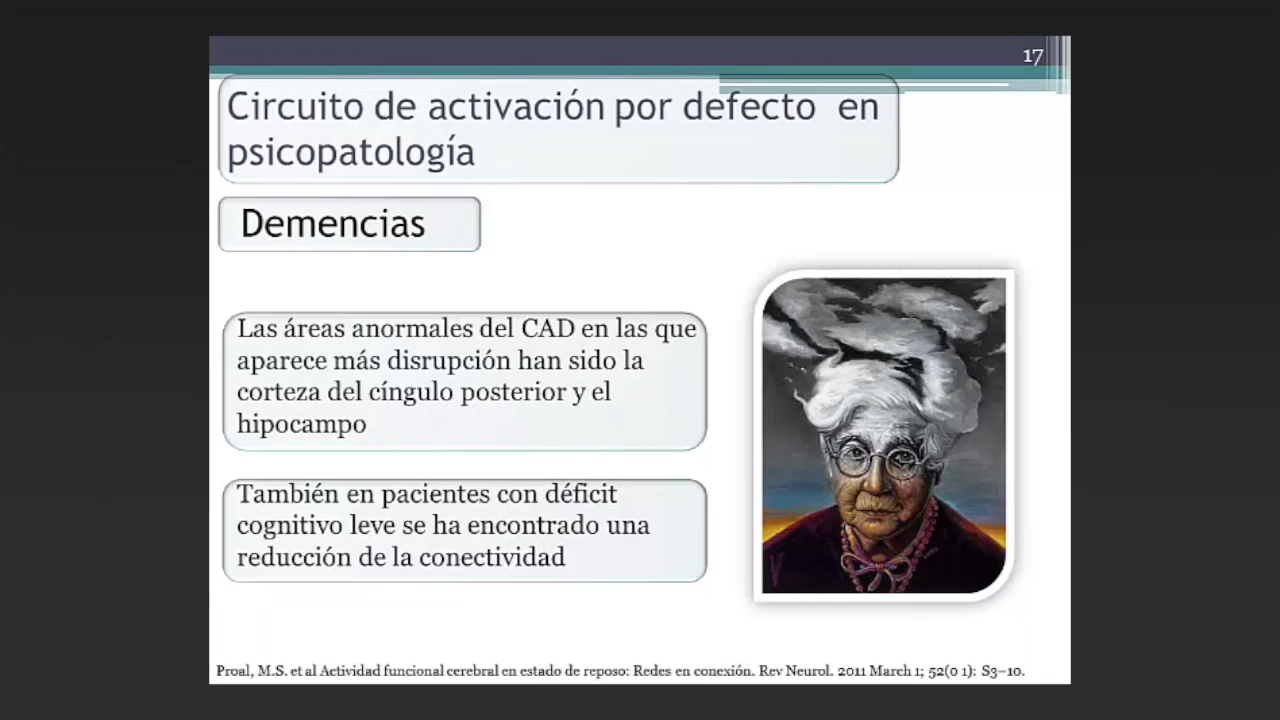 17
Circuito de activación por defecto en
psicopatología
Demencias
Las áreas anormales del CAD en las que
aparece más disrupción han sido la
corteza del cíngulo posterior y el
hipocampo
También en pacientes con déficit
cognitivo leve se ha encontrado una
reducción de la conectividad
Proal, M.S. et al Actividad funcional cerebral en estado de reposo: Redes en conexión. Rev Neurol. 2011 March 1; 52(0 1): S3–10.